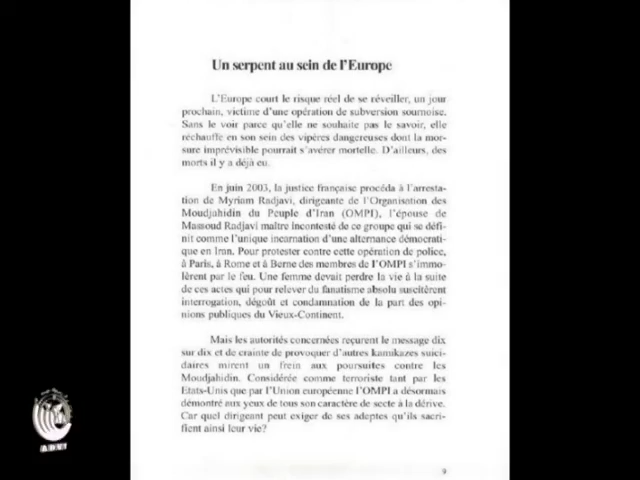 Un serpent au sein de l'Europe
L'Europe court le risque réel de se réveiller, un jour
prochain, victime d'une opération de subversion sournoise.
Sans le voir parce qu'elle ne souhaite pas le savoir, elle
réchauffe en son sein des vipères dangereuses dont la mor-
sure imprévisible pourrait s'avérer mortelle. D'ailleurs, des
morts il y a déjà eu.
En juin 2003, la justice française procéda à l'arresta-
tion de Myriam Radjavi, dirigeante de l'Organisation des
Moudjahidin du Peuple d'Iran (OMPI), l'épouse de
Massoud Radjavi maître incontesté de ce groupe qui se défi-
nit comme l'unique incarnation d'une alternance démocrati-
que en Iran. Pour protester contre cette opération de police,
à Paris, à Rome et à Berne des membres de l'OMPI s'immo-
lèrent par le feu. Une femme devait perdre la vie à la suite
de ces actes qui pour relever du fanatisme absolu suscitèrent
interrogation, dégoût et condamnation de la part des opi-
nions publiques du Vieux-Continent.
Mais les autorités concernées reçurent le message dix
sur dix et de crainte de provoquer d'autres kamikazes suici-
daires mirent un frein aux poursuites contre les
Moudjahidin. Considérée comme terroriste tant par les
Etats-Unis que par l'Union européenne l'OMPI a désormais
démontré aux yeux de tous son caractère de secte à la dérive.
Car quel dirigeant peut exiger de ses adeptes qu'ils sacri-
fient ainsi leur vie?
9